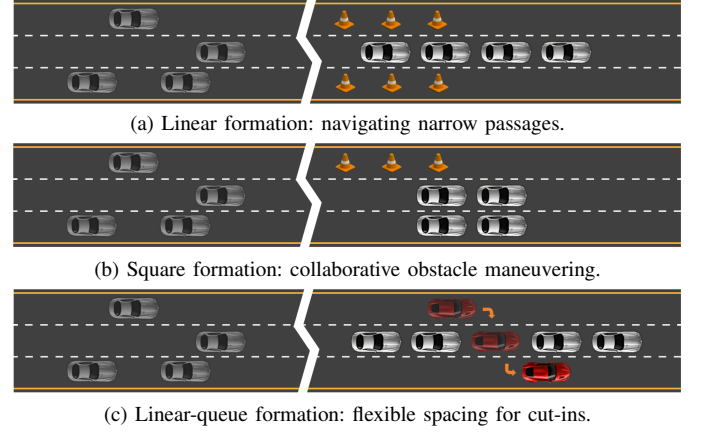 (a) Linear formation: navigating narrow passages.
(b) Square formation: collaborative obstacle maneuvering.
(c) Linear-queue formation: flexible spacing for cut-ins.